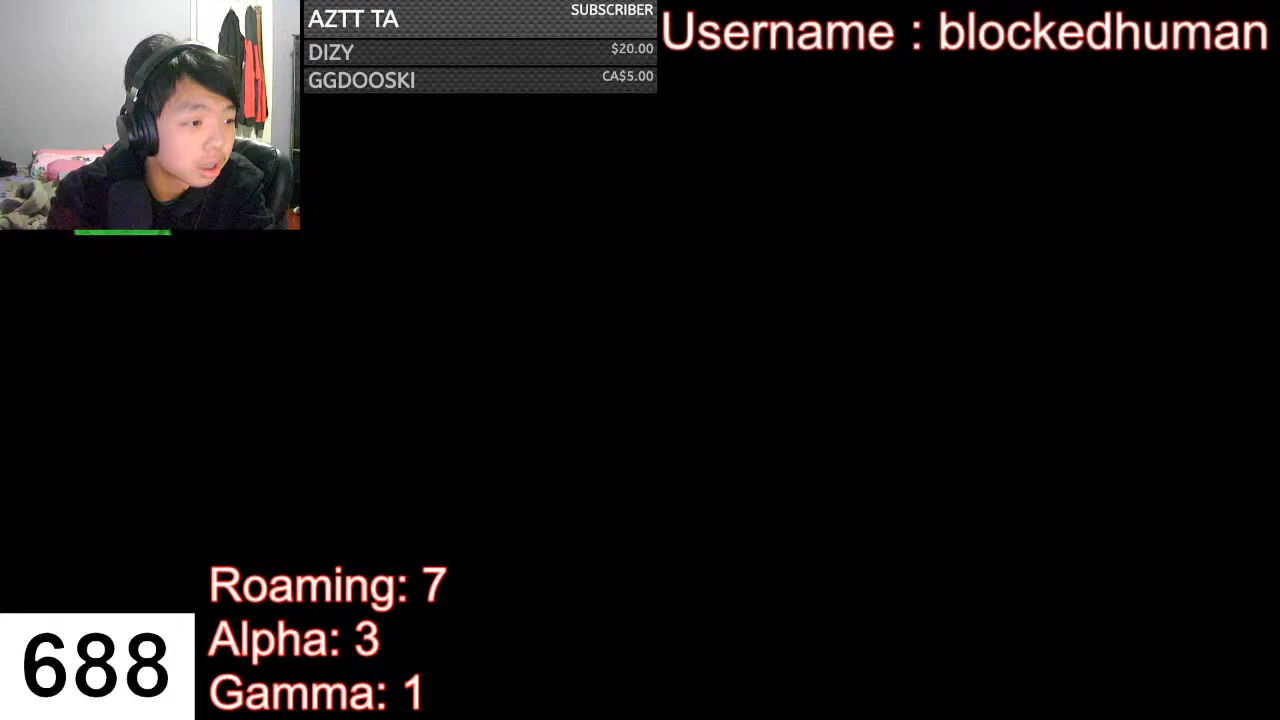 AZTT TA SUBSCRIBER
DIZY $20.00
GGDOOSKI CA$5.00
Username : blockedhuman
Roaming: 7
Alpha: 3
Gamma: 1
688